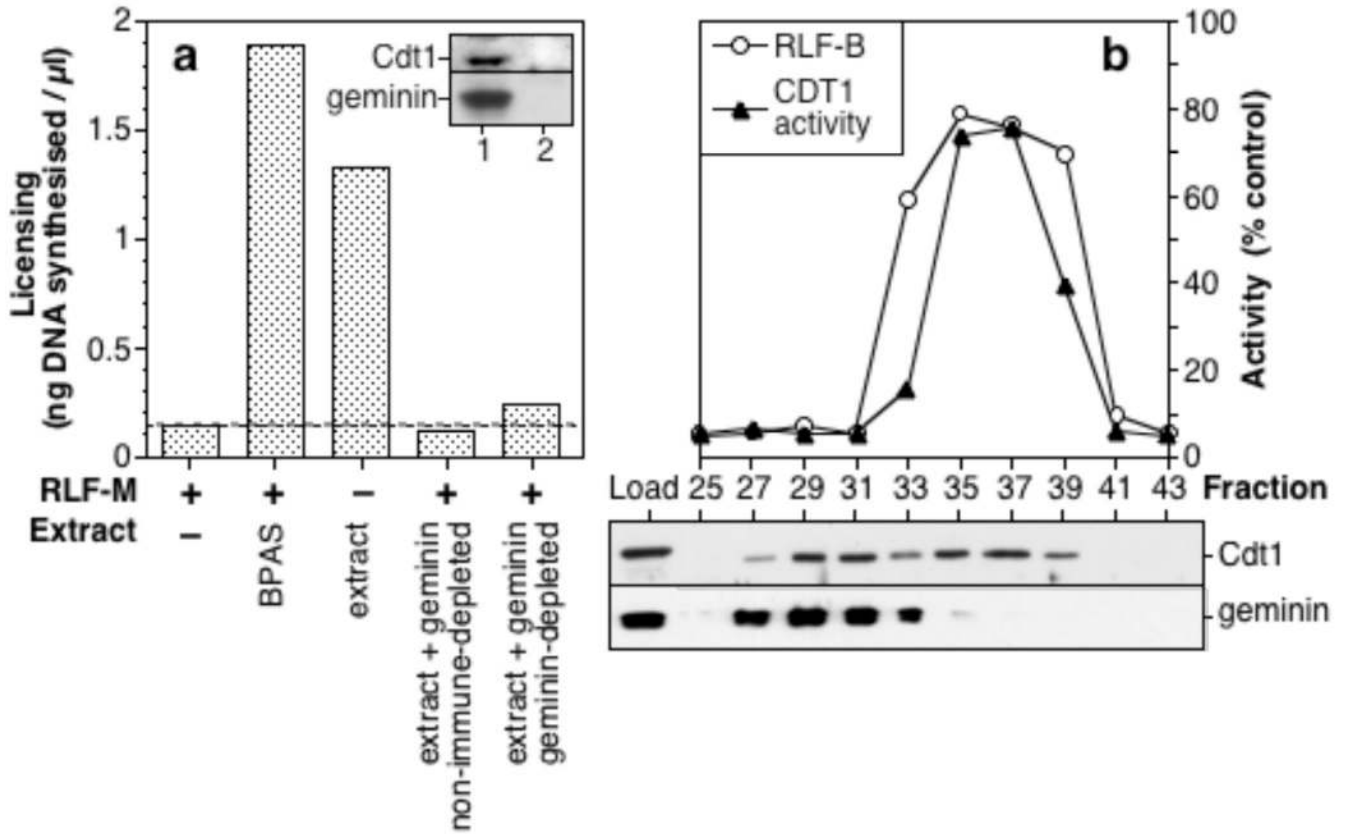 a
Licensing
(ng DNA synthesised / µl)
2
1.5
1
0.5
0
Cdt1
geminin
1 2
RLF-M + + – + +
Extract –
BPAS
extract
extract + geminin
non-immune-depleted
extract + geminin
geminin-depleted
b
RLF-B
CDT1
activity
100
80
60
40
20
0
Activity (% control)
Load 25 27 29 31 33 35 37 39 41 43 Fraction
Cdt1
geminin